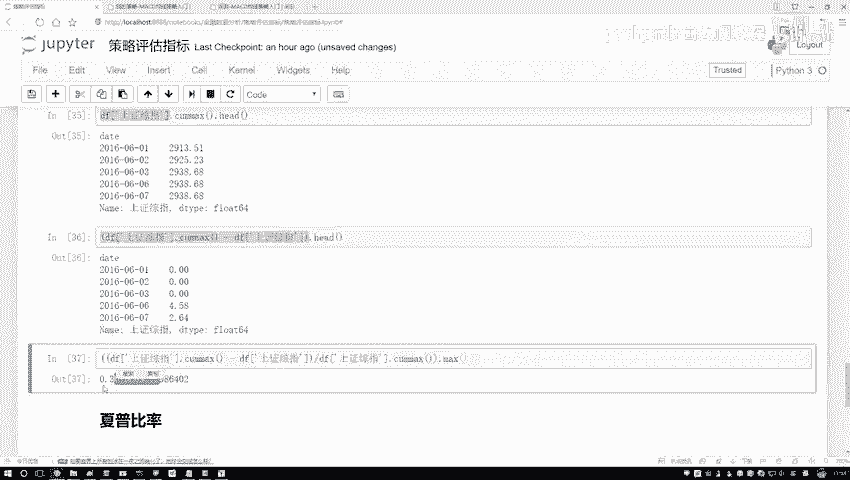 http://localhost
jupyter 策略评估指标 Last Checkpoint: an hour ago (unsaved changes)
Logout
File Edit View Insert Cell Kernel Widgets Help
Trusted
Python 3
Code
In [35]: df['上证综指'].cummax().head()
Out[35]: date
2016-06-01 2913.51
2016-06-02 2925.23
2016-06-03 2938.68
2016-06-06 2938.68
2016-06-07 2938.68
Name: 上证综指, dtype: float64
In [36]: (df['上证综指'].cummax() - df['上证综指']).head()
Out[36]: date
2016-06-01 0.00
2016-06-02 0.00
2016-06-03 0.00
2016-06-06 4.58
2016-06-07 2.64
Name: 上证综指, dtype: float64
In [37]: ((df['上证综指'].cummax() - df['上证综指'])/df['上证综指'].cummax()).max()
Out[37]:
夏普比率